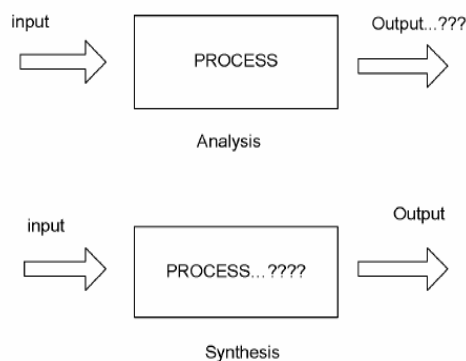 input
PROCESS
Output...???
Analysis
input
PROCESS...????
Output
Synthesis